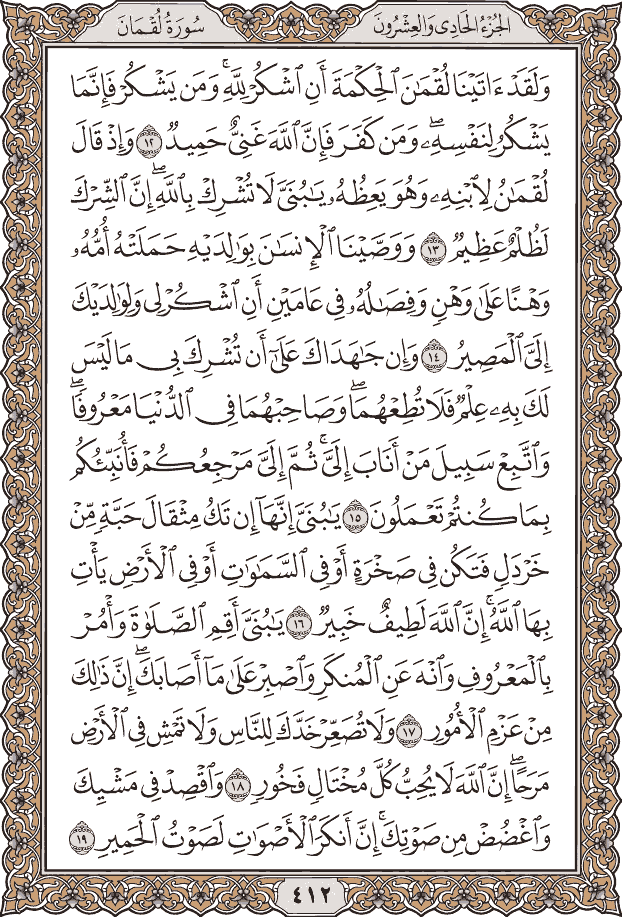 الجُزْءُ الحَادِى وَالعِشْرُونَ
سُورَةُ لُقْمَانَ
وَلَقَدْ ءَاتَيْنَا لُقْمَٰنَ ٱلْحِكْمَةَ أَنِ ٱشْكُرْ لِلَّهِۚ وَمَن يَشْكُرْ فَإِنَّمَا
يَشْكُرُ لِنَفْسِهِۦۖ وَمَن كَفَرَ فَإِنَّ ٱللَّهَ غَنِىٌّ حَمِيدٌ ١٢ وَإِذْ قَالَ
لُقْمَٰنُ لِٱبْنِهِۦ وَهُوَ يَعِظُهُۥ يَٰبُنَىَّ لَا تُشْرِكْ بِٱللَّهِۖ إِنَّ ٱلشِّرْكَ
لَظُلْمٌ عَظِيمٌ ١٣ وَوَصَّيْنَا ٱلْإِنسَٰنَ بِوَٰلِدَيْهِ حَمَلَتْهُ أُمُّهُۥ
وَهْنًا عَلَىٰ وَهْنٍ وَفِصَٰلُهُۥ فِى عَامَيْنِ أَنِ ٱشْكُرْ لِى وَلِوَٰلِدَيْكَ
إِلَىَّ ٱلْمَصِيرُ ١٤ وَإِن جَٰهَدَاكَ عَلَىٰٓ أَن تُشْرِكَ بِى مَا لَيْسَ
لَكَ بِهِۦ عِلْمٌ فَلَا تُطِعْهُمَاۖ وَصَاحِبْهُمَا فِى ٱلدُّنْيَا مَعْرُوفًاۖ
وَٱتَّبِعْ سَبِيلَ مَنْ أَنَابَ إِلَىَّۚ ثُمَّ إِلَىَّ مَرْجِعُكُمْ فَأُنَبِّئُكُم
بِمَا كُنتُمْ تَعْمَلُونَ ١٥ يَٰبُنَىَّ إِنَّهَآ إِن تَكُ مِثْقَالَ حَبَّةٍ مِّنْ
خَرْدَلٍ فَتَكُن فِى صَخْرَةٍ أَوْ فِى ٱلسَّمَٰوَٰتِ أَوْ فِى ٱلْأَرْضِ يَأْتِ
بِهَا ٱللَّهُۚ إِنَّ ٱللَّهَ لَطِيفٌ خَبِيرٌ ١٦ يَٰبُنَىَّ أَقِمِ ٱلصَّلَوٰةَ وَأْمُرْ
بِٱلْمَعْرُوفِ وَٱنْهَ عَنِ ٱلْمُنكَرِ وَٱصْبِرْ عَلَىٰ مَآ أَصَابَكَۖ إِنَّ ذَٰلِكَ
مِنْ عَزْمِ ٱلْأُمُورِ ١٧ وَلَا تُصَعِّرْ خَدَّكَ لِلنَّاسِ وَلَا تَمْشِ فِى ٱلْأَرْضِ
مَرَحًاۖ إِنَّ ٱللَّهَ لَا يُحِبُّ كُلَّ مُخْتَالٍ فَخُورٍ ١٨ وَٱقْصِدْ فِى مَشْيِكَ
وَٱغْضُضْ مِن صَوْتِكَۚ إِنَّ أَنكَرَ ٱلْأَصْوَٰتِ لَصَوْتُ ٱلْحَمِيرِ ١٩
٤١٢